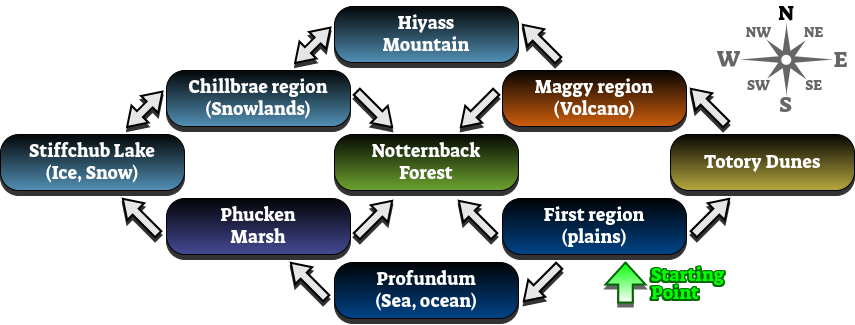 Hiyass
Mountain
N
NW
NE
W
E
SW
SE
S
Chillbrae region
(Snowlands)
Maggy region
(Volcano)
Stiffchub Lake
(Ice, Snow)
Notternback
Forest
Totory Dunes
Phucken
Marsh
First region
(plains)
Profundum
(Sea, ocean)
Starting
Point